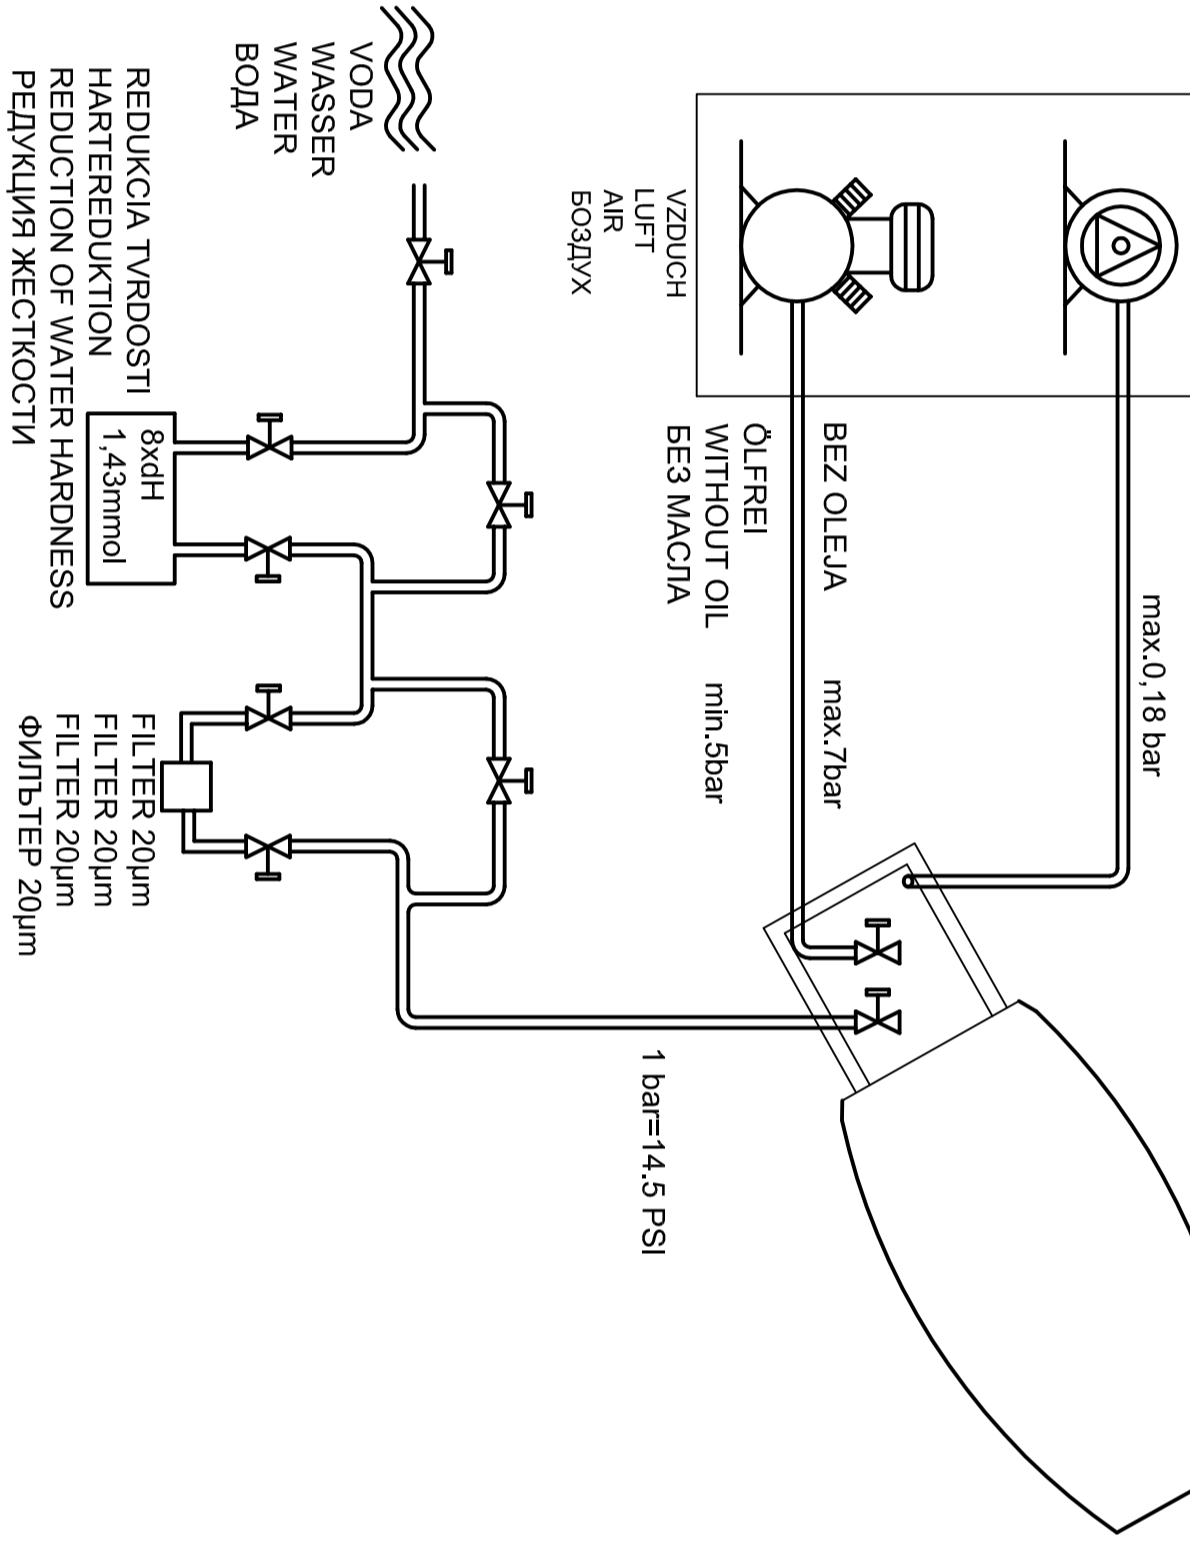 max.0,18 bar
BEZ OLEJA
max.7bar
ÖLFREI
WITHOUT OIL
min.5bar
БЕЗ МАСЛА
VZDUCH
LUFT
AIR
БОЗДУХ
1 bar=14.5 PSI
VODA
WASSER
WATER
ВОДА
8xdH
1,43mmol
REDUKCIA TVRDOSTI
HARTEREDUKTION
REDUCTION OF WATER HARDNESS
РЕДУКЦИЯ ЖЕСТКОСТИ
FILTER 20µm
FILTER 20µm
FILTER 20µm
ФИЛЪТЕР 20µm